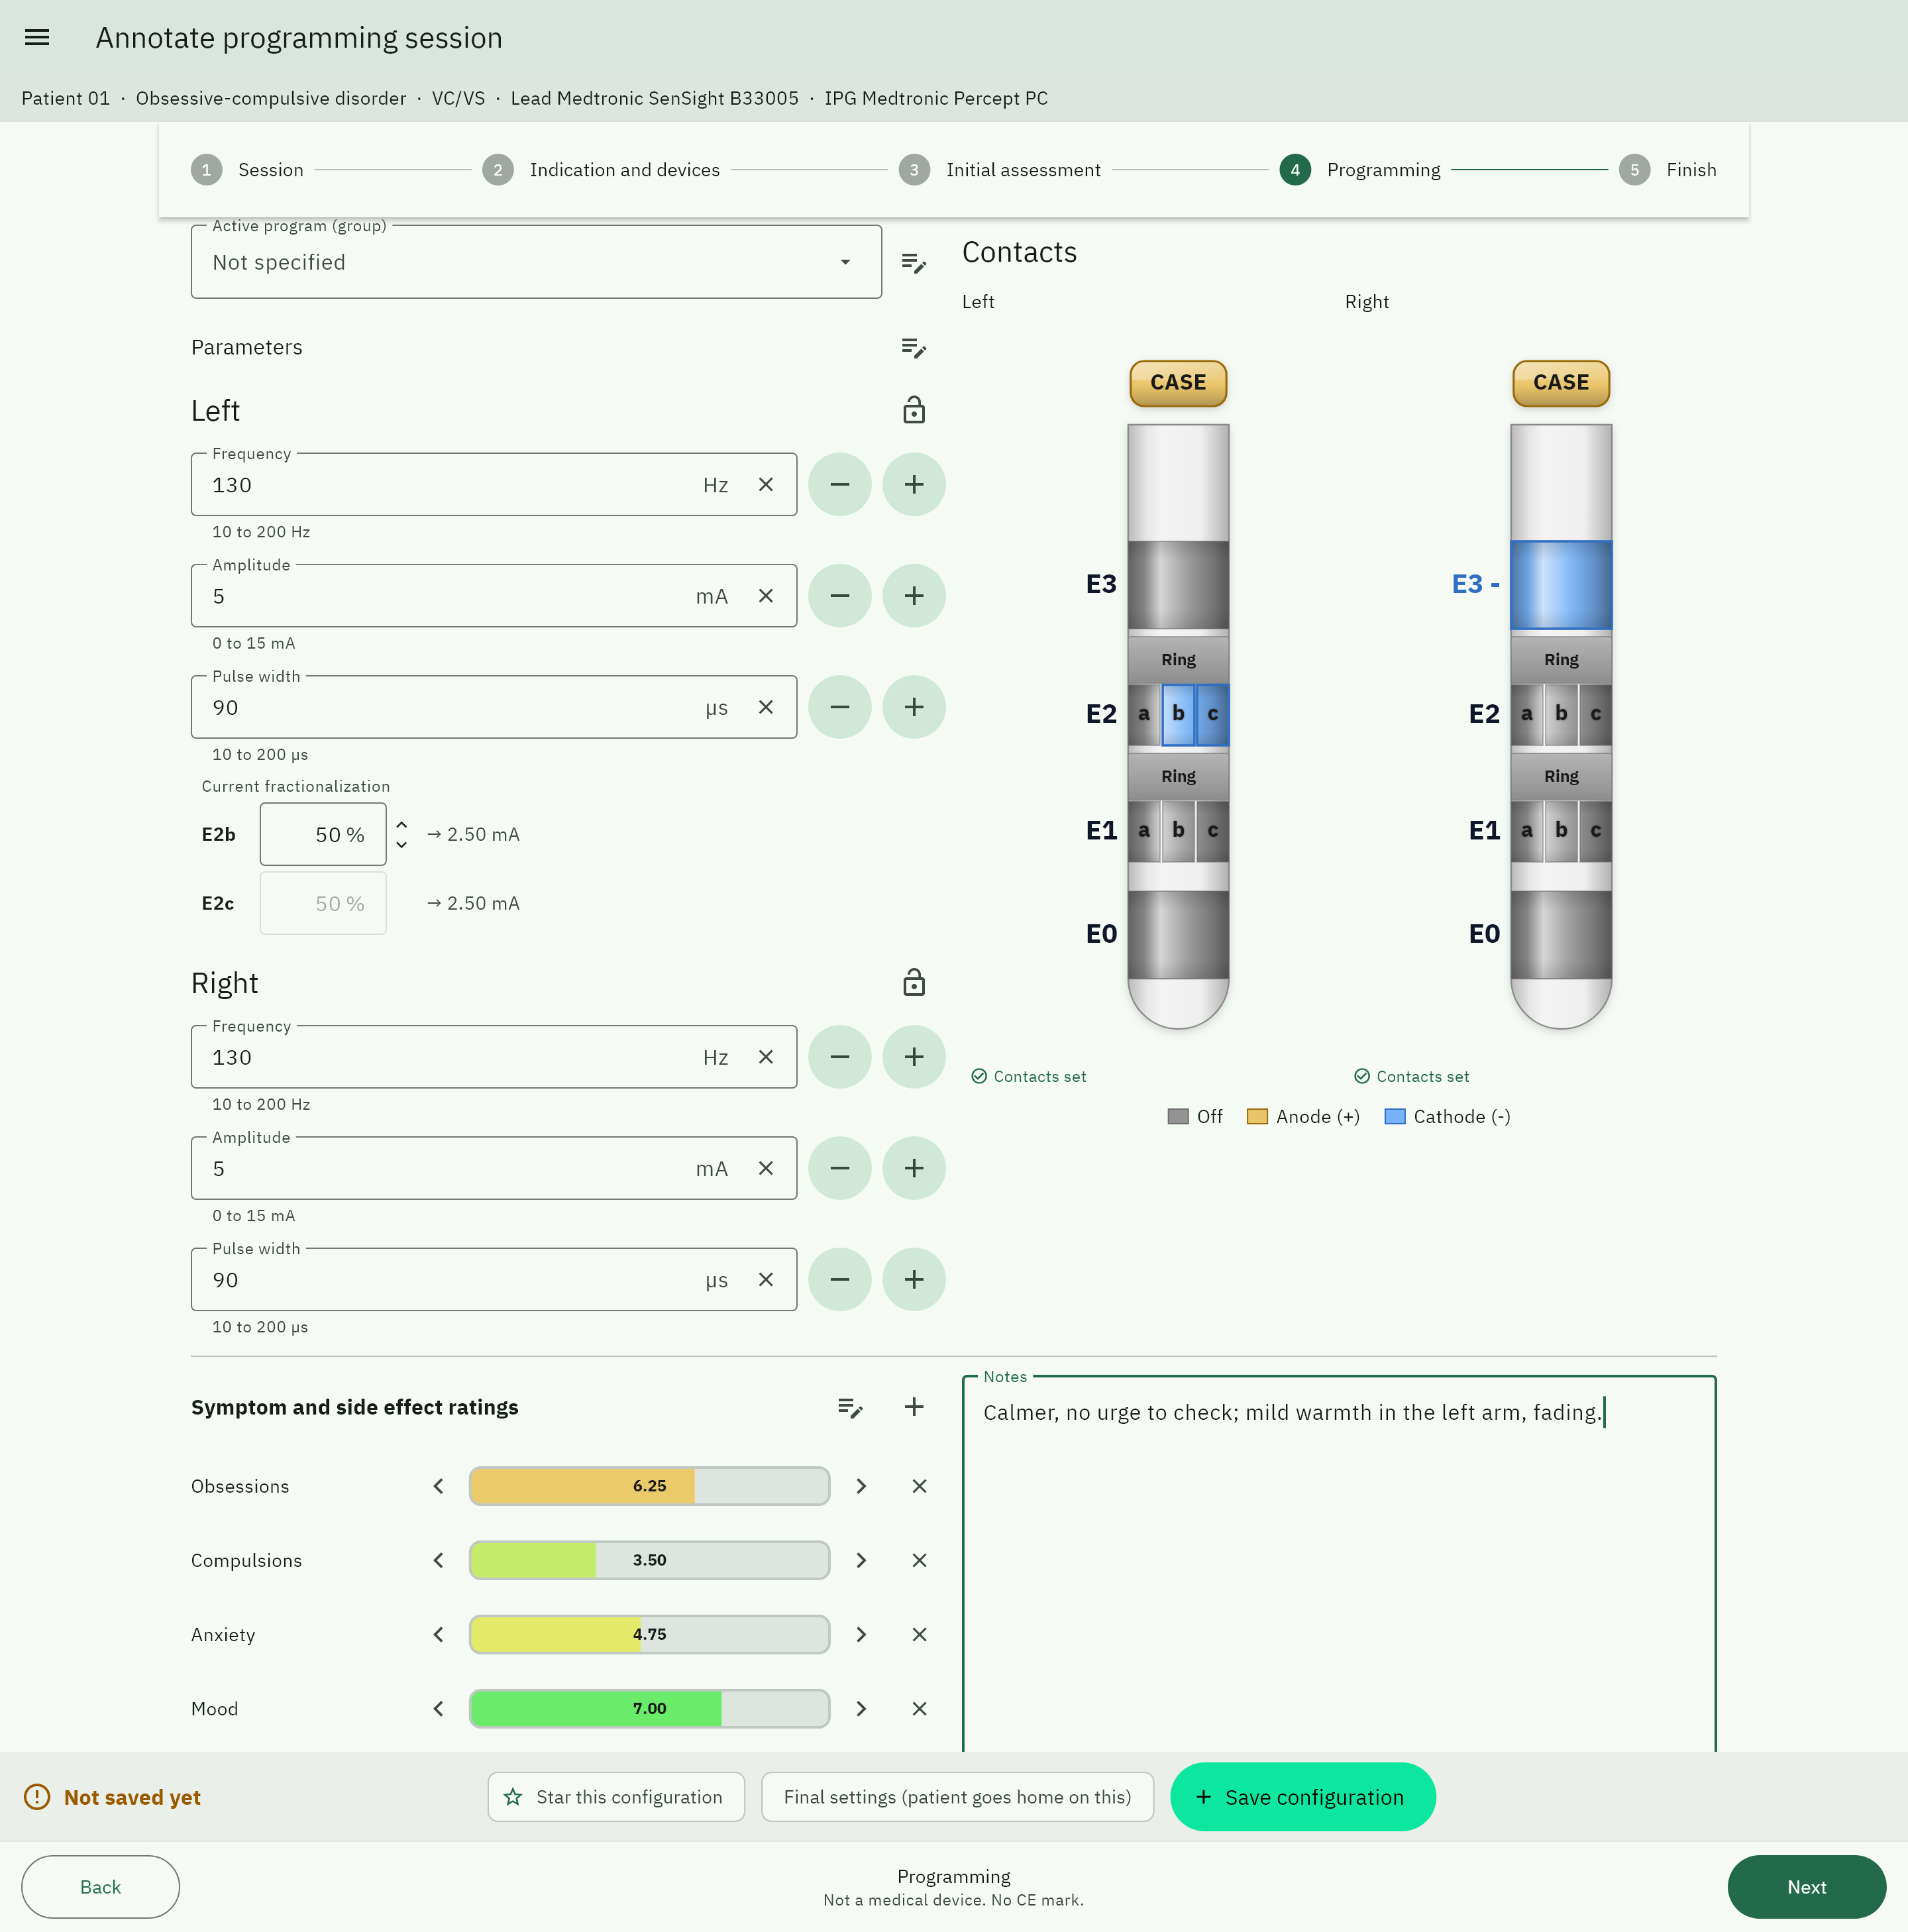 Annotate programming session
Patient 01 · Obsessive-compulsive disorder · VC/VS · Lead Medtronic SenSight B33005 · IPG Medtronic Percept PC
1 Session
2 Indication and devices
3 Initial assessment
4 Programming
5 Finish
Active program (group)
Not specified
Parameters
Left
Frequency
130 Hz
10 to 200 Hz
Amplitude
5 mA
0 to 15 mA
Pulse width
90 µs
10 to 200 µs
Current fractionalization
E2b 50 % → 2.50 mA
E2c 50 % → 2.50 mA
Right
Frequency
130 Hz
10 to 200 Hz
Amplitude
5 mA
0 to 15 mA
Pulse width
90 µs
10 to 200 µs
Contacts
Left
CASE
E3
Ring
E2 a b c
Ring
E1 a b c
E0
Contacts set
Right
CASE
E3 -
Ring
E2 a b c
Ring
E1 a b c
E0
Contacts set
Off Anode (+) Cathode (-)
Symptom and side effect ratings
Obsessions 6.25
Compulsions 3.50
Anxiety 4.75
Mood 7.00
Notes
Calmer, no urge to check; mild warmth in the left arm, fading.
Not saved yet
Star this configuration
Final settings (patient goes home on this)
+ Save configuration
Back
Programming
Not a medical device. No CE mark.
Next